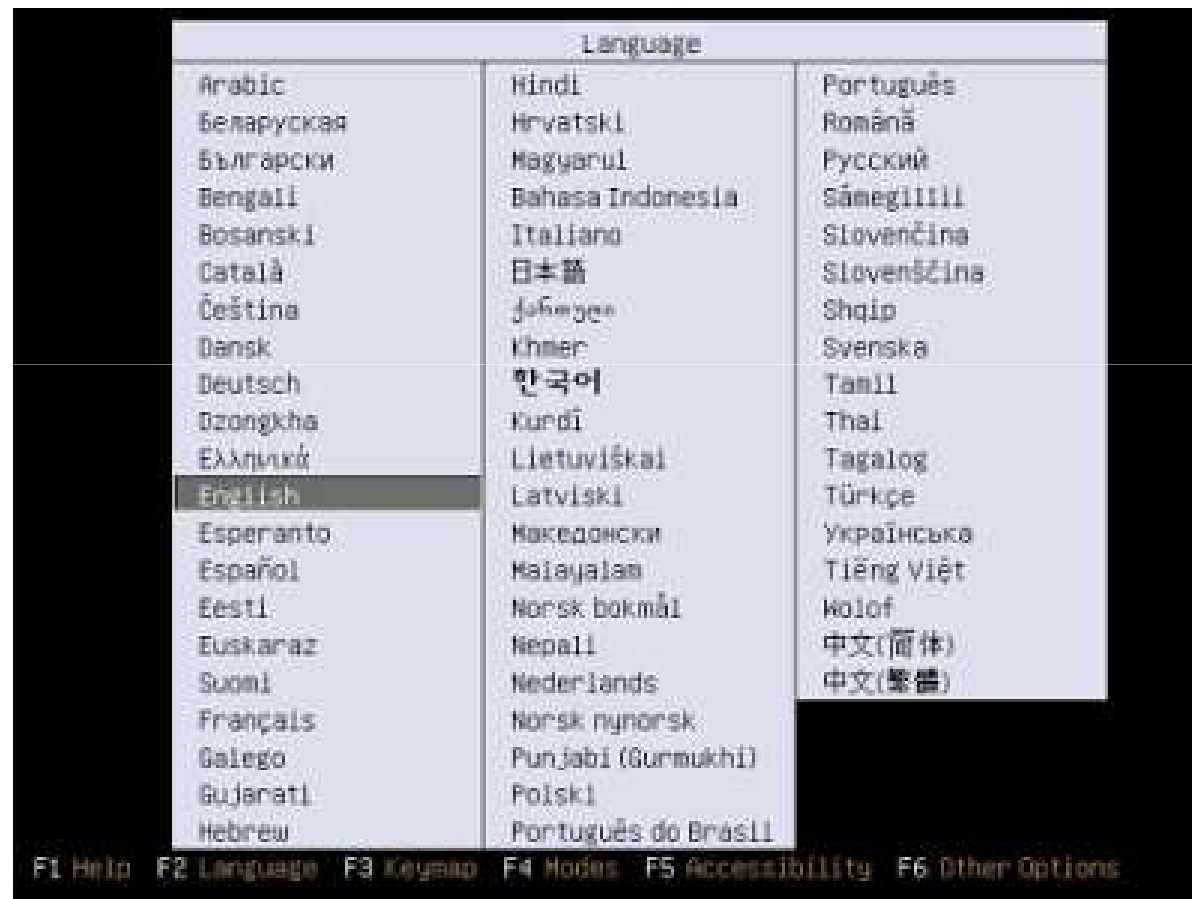 Language
Arabic
Беларуская
Български
Bengali
Bosanski
Català
Čeština
Dansk
Deutsch
Dzongkha
Ελληνικά
English
Esperanto
Español
Eesti
Euskaraz
Suomi
Français
Galego
Gujarati
Hebrew
Hindi
Hrvatski
Magyarul
Bahasa Indonesia
Italiano
日本語
ქართული
Khmer
한국어
Kurdî
Lietuviškai
Latviski
Македонски
Malayalam
Norsk bokmål
Nepali
Nederlands
Norsk nynorsk
Punjabi (Gurmukhi)
Polski
Português do Brasil
Português
Română
Русский
Sámegillii
Slovenčina
Slovenščina
Shqip
Svenska
Tamil
Thai
Tagalog
Türkçe
Українська
Tiếng Việt
Wolof
中文(简体)
中文(繁體)
F1 Help F2 Language F3 Keymap F4 Modes F5 Accessibility F6 Other Options